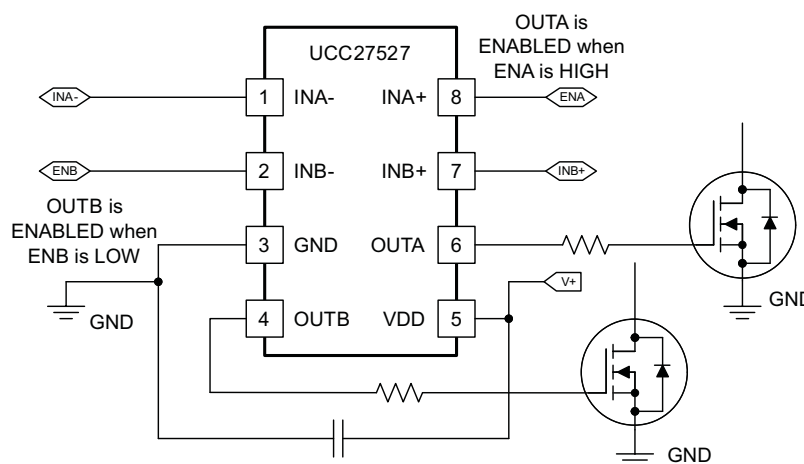 OUTA is
ENABLED when
ENA is HIGH
UCC27527
INA-
1 INA-
INA+ 8
ENA
ENB
2 INB-
INB+ 7
INB+
OUTB is
ENABLED when
ENB is LOW
3 GND
OUTA 6
V+
GND
GND
4 OUTB
VDD 5
GND